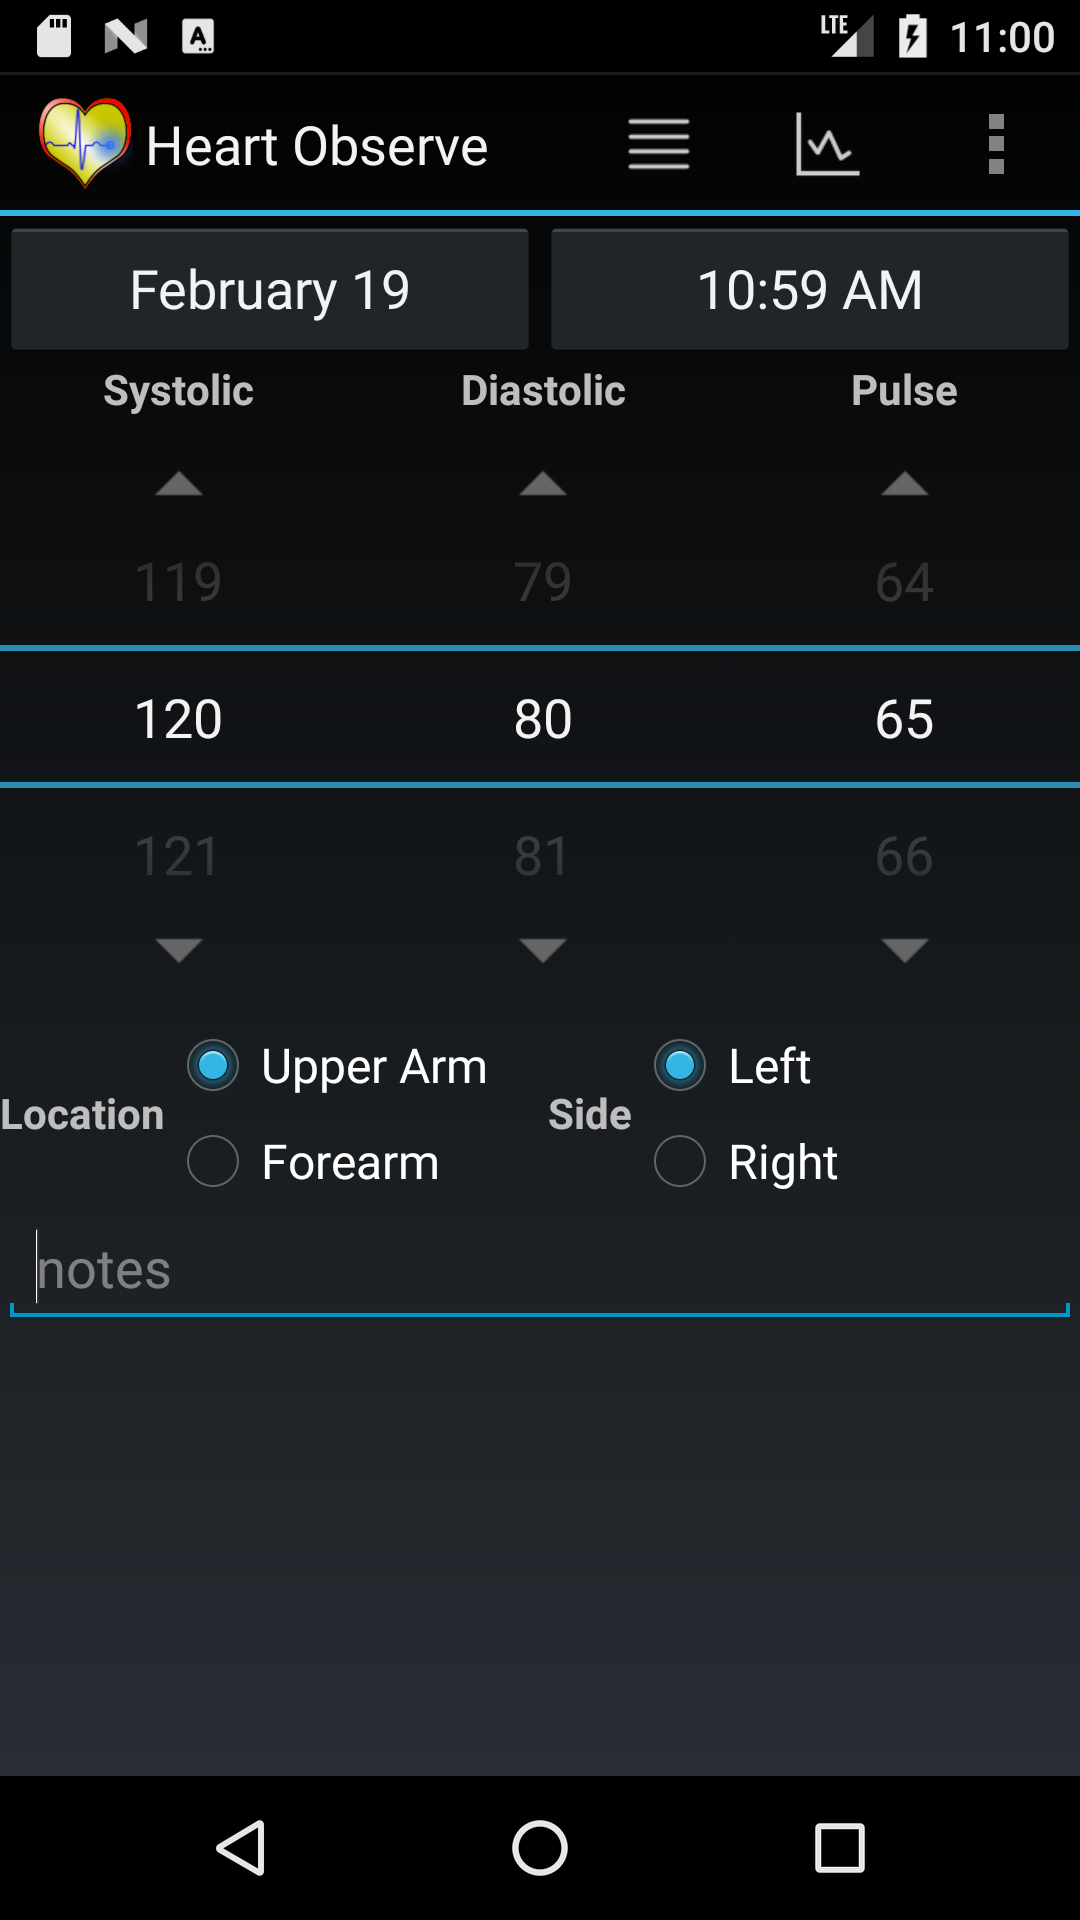 LTE 11:00
Heart Observe
February 19 10:59 AM
Systolic Diastolic Pulse
119 79 64
120 80 65
121 81 66
Location Upper Arm Side Left
Forearm Right
notes